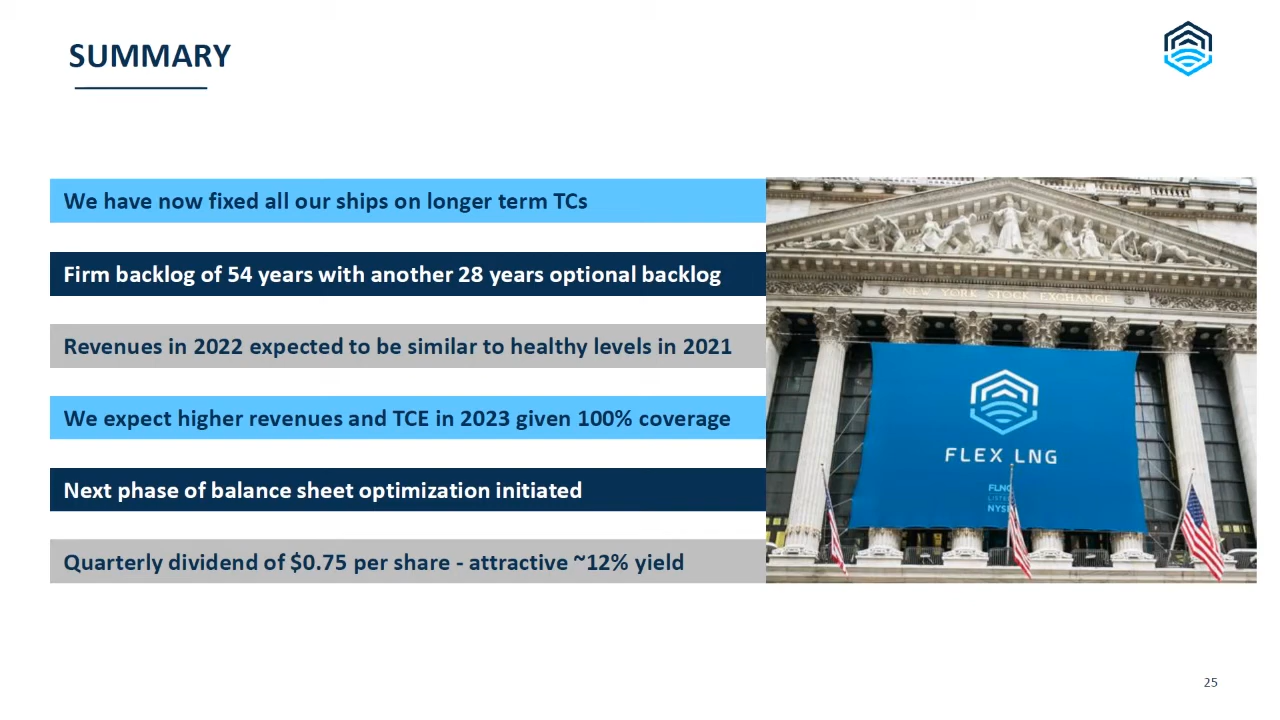 SUMMARY
We have now fixed all our ships on longer term TCs
Firm backlog of 54 years with another 28 years optional backlog
Revenues in 2022 expected to be similar to healthy levels in 2021
We expect higher revenues and TCE in 2023 given 100% coverage
Next phase of balance sheet optimization initiated
Quarterly dividend of $0.75 per share - attractive ~12% yield
NEW YORK STOCK EXCHANGE
FLEX LNG
FLNG
LISTED
NYSE
25